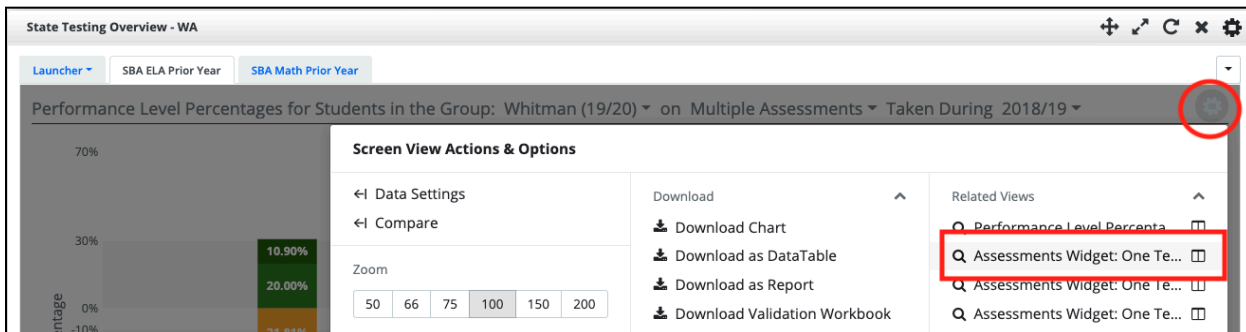 State Testing Overview - WA
Launcher
SBA ELA Prior Year
SBA Math Prior Year
Performance Level Percentages for Students in the Group: Whitman (19/20) on Multiple Assessments Taken During 2018/19
70%
30%
0%
-10%
centage
10.90%
20.00%
21.81%
Screen View Actions & Options
Data Settings
Compare
Zoom
50 66 75 100 150 200
Download
Download Chart
Download as DataTable
Download as Report
Download Validation Workbook
Related Views
Performance Level Percenta...
Assessments Widget: One Te...
Assessments Widget: One Te...
Assessments Widget: One Te...